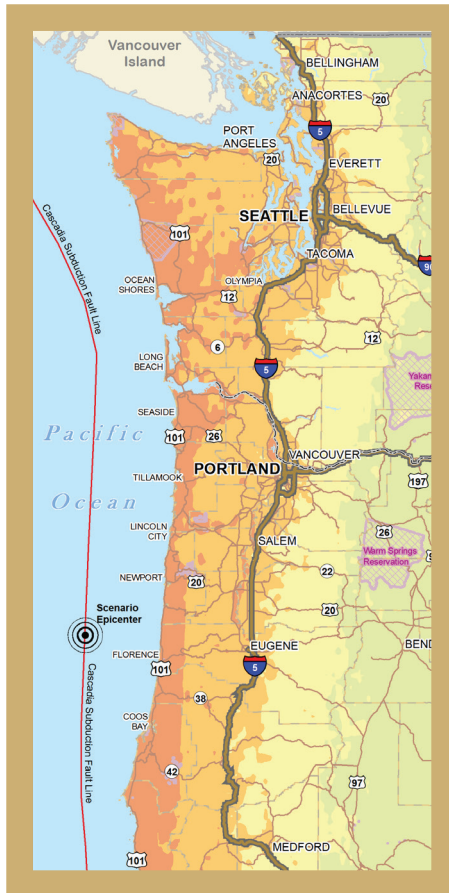 Vancouver
Island
BELLINGHAM
ANACORTES
20
PORT
ANGELES
5
20
EVERETT
SEATTLE
BELLEVUE
101
TACOMA
90
Cascadia Subduction Fault Line
OCEAN
SHORES
OLYMPIA
12
12
6
LONG
BEACH
5
SEASIDE
101
26
Pacific
Ocean
PORTLAND
VANCOUVER
TILLAMOOK
197
LINCOLN
CITY
SALEM
26
Warm Springs
Reservation
22
NEWPORT
20
20
Scenario
Epicenter
EUGENE
FLORENCE
101
5
Cascadia Subduction Fault Line
38
COOS
BAY
42
97
MEDFORD
101